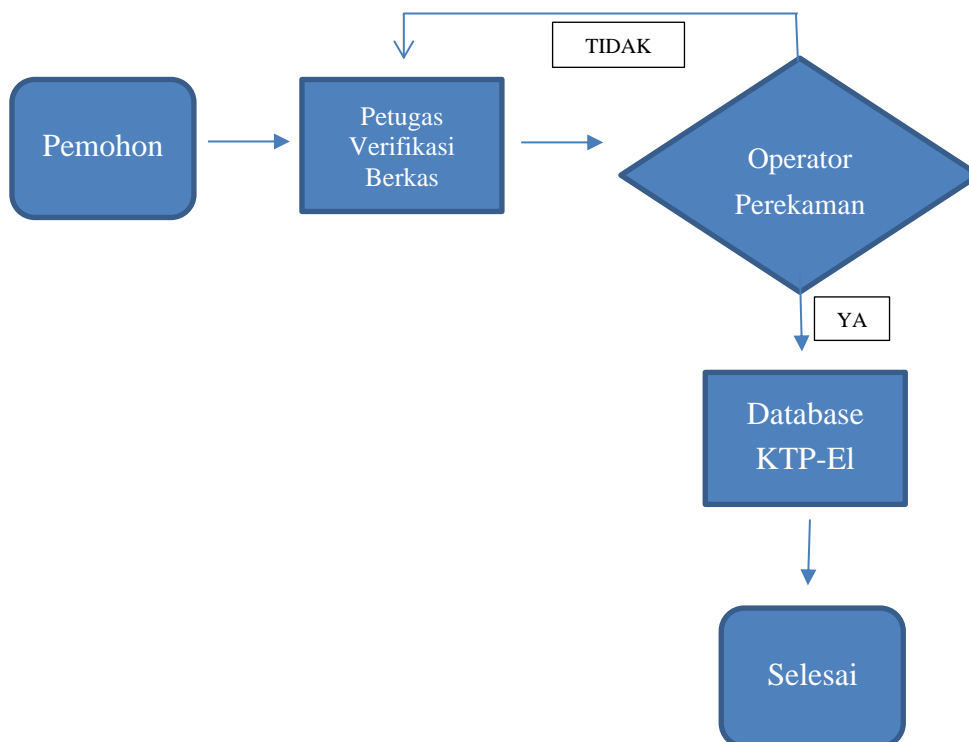 TIDAK
Pemohon
Petugas
Verifikasi
Berkas
Operator
Perekaman
YA
Database
KTP-El
Selesai